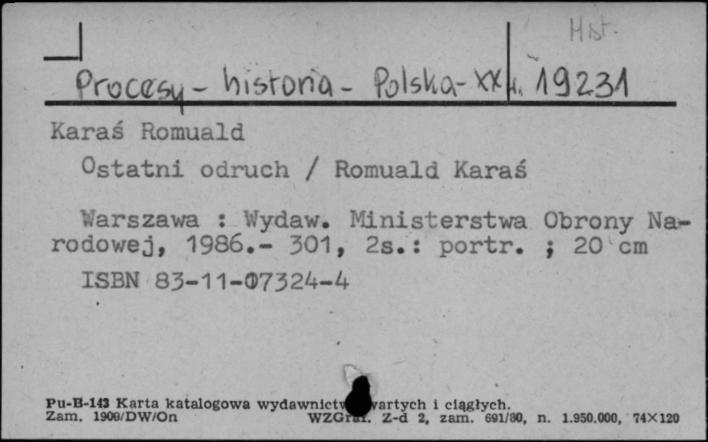 Hist.
Procesy - historia - Polska - XX w. 19231
Karaś Romuald
Ostatni odruch / Romuald Karaś
Warszawa : Wydaw. Ministerstwa Obrony Na-
rodowej, 1986.- 301, 2s.: portr. ; 20 cm
ISBN 83-11-07324-4
Pu-B-143 Karta katalogowa wydawnictw zwartych i ciągłych.
Zam. 1909/DW/On WZGraf. Z-d 2, zam. 691/80, n. 1.950.000, 74×120